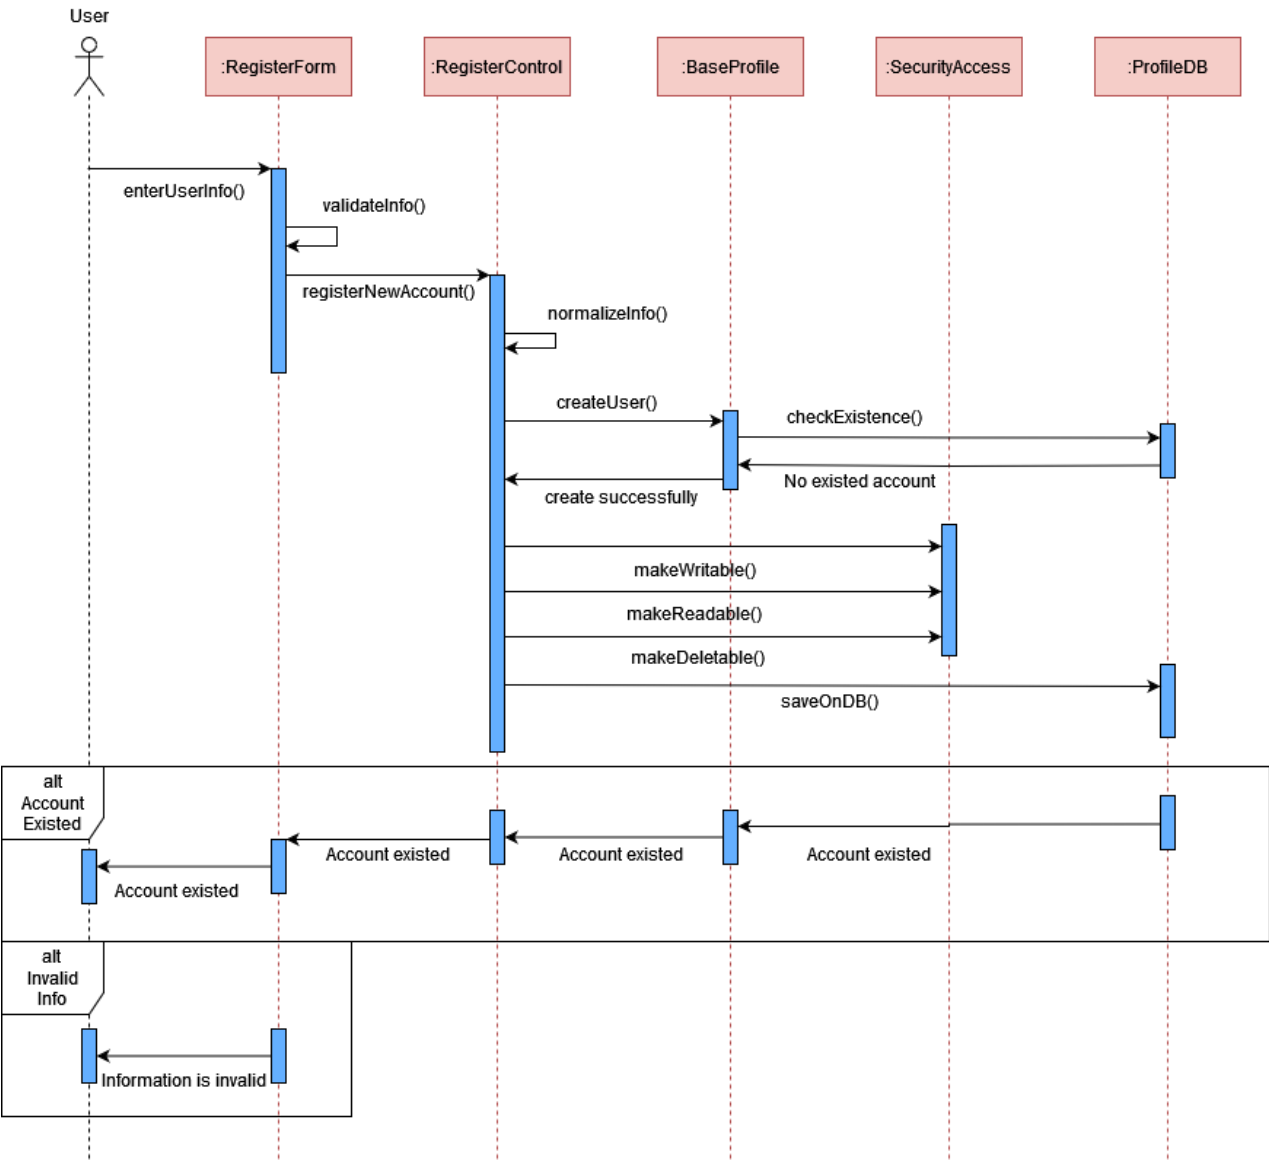 User
:RegisterForm
:RegisterControl
:BaseProfile
:SecurityAccess
:ProfileDB
enterUserInfo()
validateInfo()
registerNewAccount()
normalizeInfo()
createUser()
checkExistence()
No existed account
create successfully
makeWritable()
makeReadable()
makeDeletable()
saveOnDB()
alt
Account
Existed
Account existed
Account existed
Account existed
Account existed
alt
Invalid
Info
Information is invalid